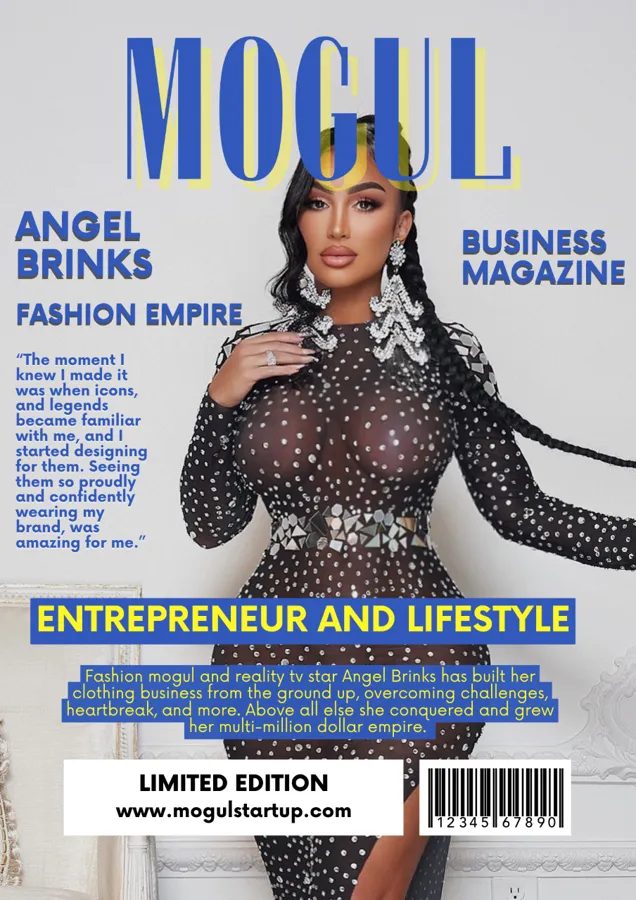 MOGUL
ANGEL
BRINKS
FASHION EMPIRE
BUSINESS
MAGAZINE
“The moment I
knew I made it
was when icons,
and legends
became familiar
with me, and I
started designing
for them. Seeing
them so proudly
and confidently
wearing my
brand, was
amazing for me.”
ENTREPRENEUR AND LIFESTYLE
Fashion mogul and reality tv star Angel Brinks has built her
clothing business from the ground up, overcoming challenges,
heartbreak, and more. Above all else she conquered and grew
her multi-million dollar empire.
LIMITED EDITION
www.mogulstartup.com
12345 67890